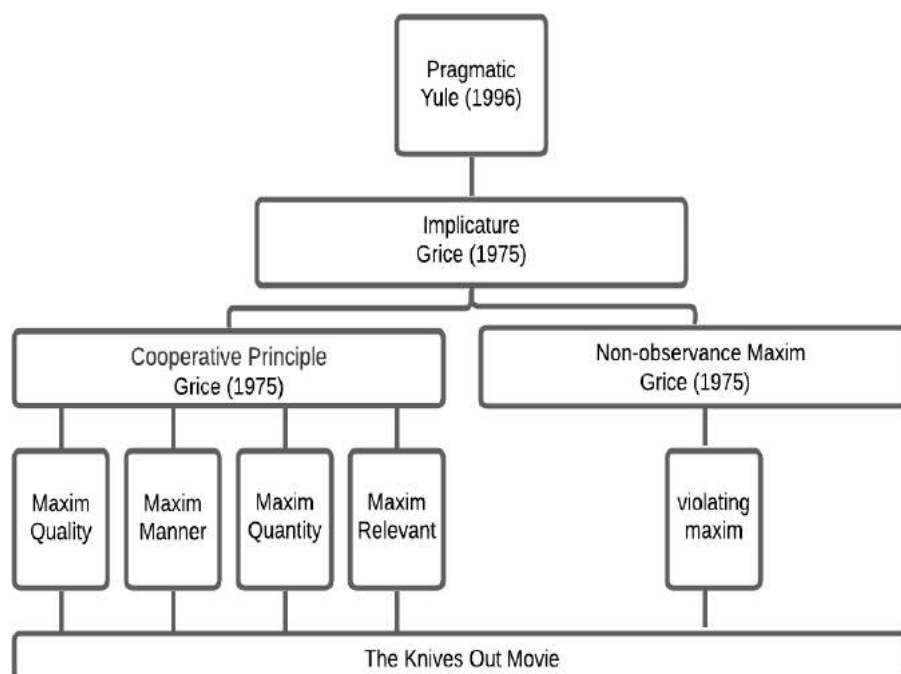 Pragmatic
Yule (1996)
Implicature
Grice (1975)
Cooperative Principle
Grice (1975)
Non-observance Maxim
Grice (1975)
Maxim
Quality
Maxim
Manner
Maxim
Quantity
Maxim
Relevant
violating
maxim
The Knives Out Movie